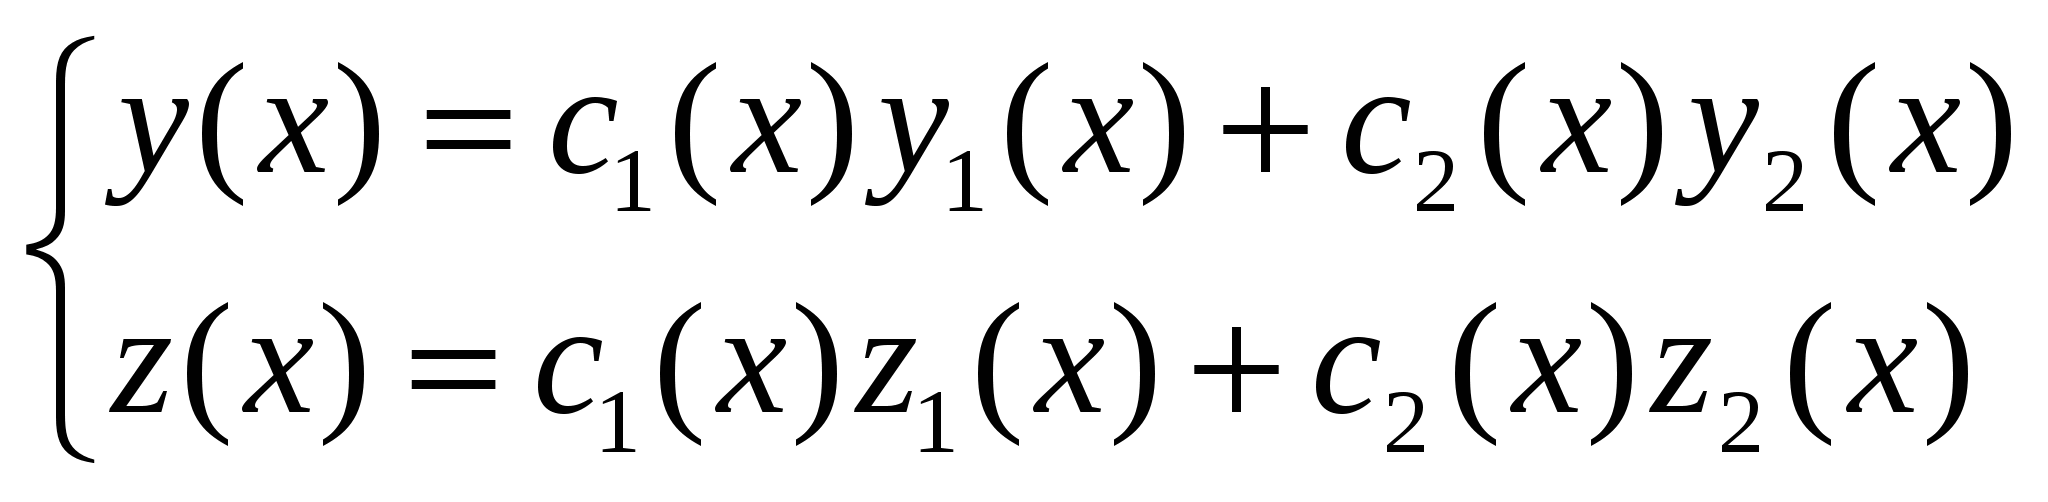 y(x) = c₁(x)y₁(x) + c₂(x)y₂(x)
z(x) = c₁(x)z₁(x) + c₂(x)z₂(x)